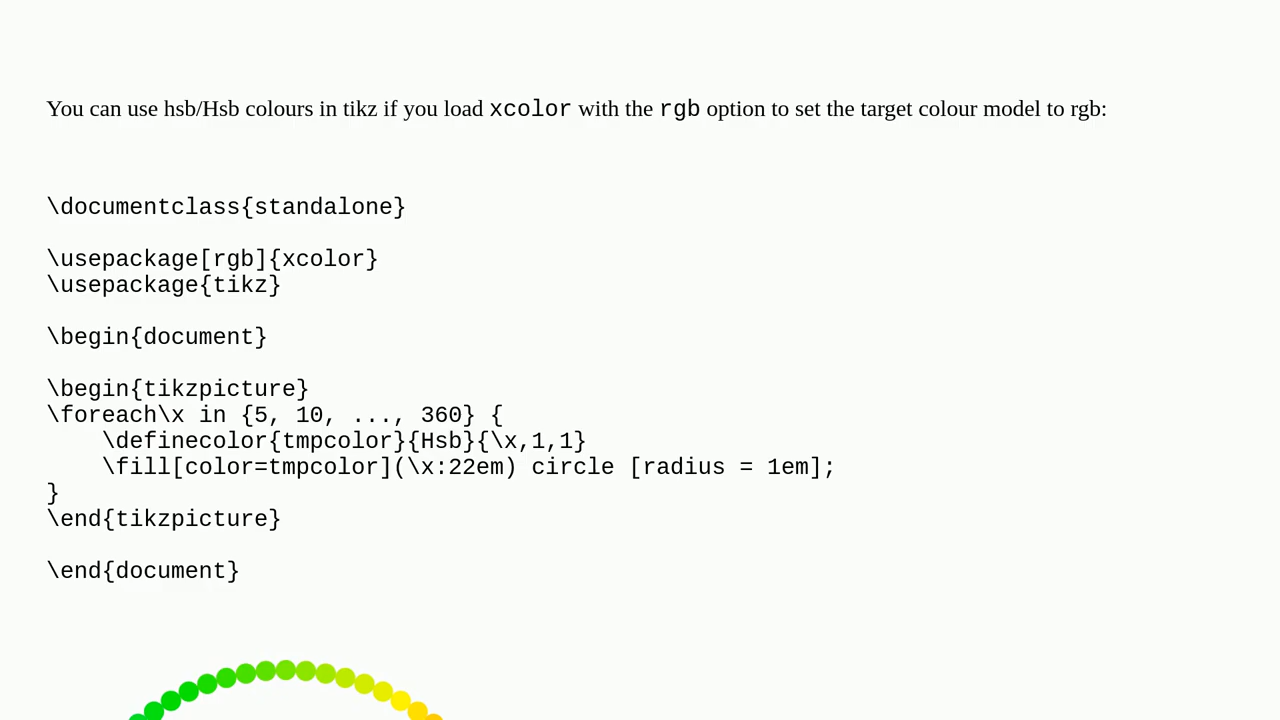 You can use hsb/Hsb colours in tikz if you load xcolor with the rgb option to set the target colour model to rgb:
\documentclass{standalone}
\usepackage[rgb]{xcolor}
\usepackage{tikz}
\begin{document}
\begin{tikzpicture}
\foreach\x in {5, 10, ..., 360} {
    \definecolor{tmpcolor}{Hsb}{\x,1,1}
    \fill[color=tmpcolor](\x:22em) circle [radius = 1em];
}
\end{tikzpicture}
\end{document}